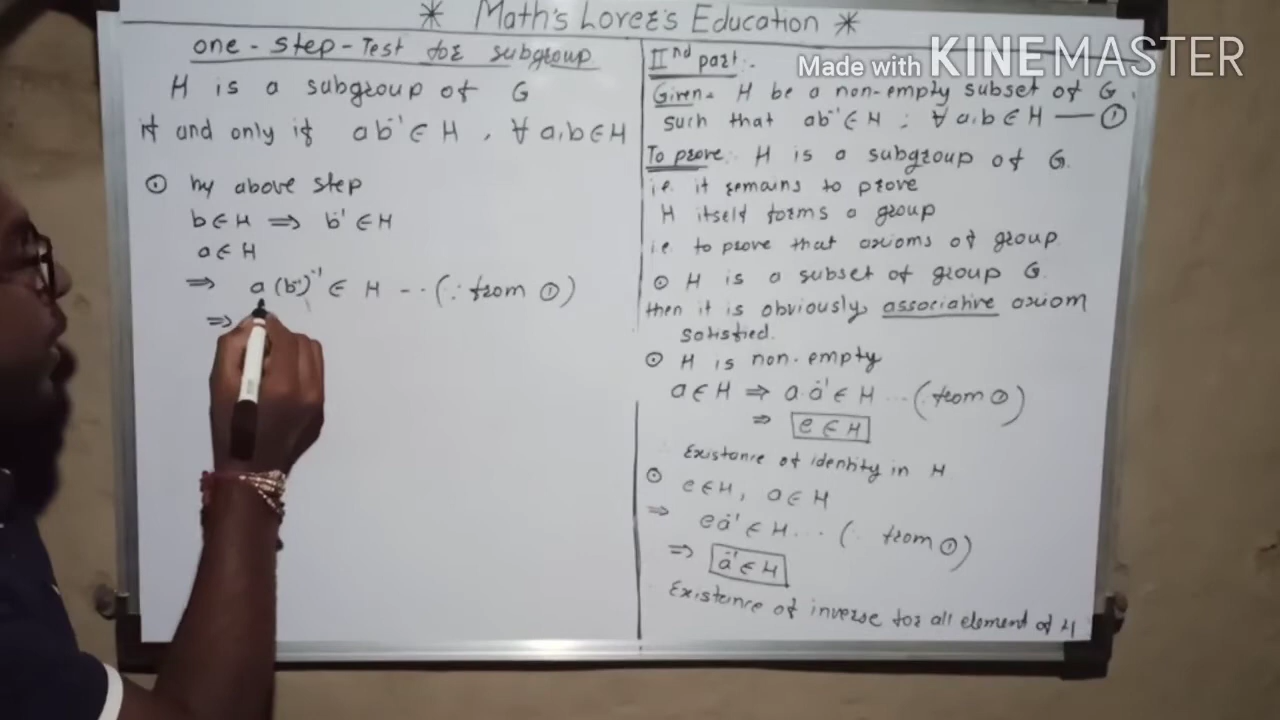 * Math's Lover's Education *
one-step-Test for subgroup
H is a subgroup of G
if and only if ab⁻¹ ∈ H, ∀ a,b ∈ H
⊙ by above step
b ∈ H ⇒ b⁻¹ ∈ H
a ∈ H
⇒ a(b⁻¹)⁻¹ ∈ H -- (∵ from ①)
⇒
IInd part:-
Given- H be a non-empty subset of G,
such that ab⁻¹ ∈ H ; ∀ a,b ∈ H — ①
To prove:- H is a subgroup of G.
i.e. it remains to prove
H itself forms a group
i.e. to prove that axioms of group
⊙ H is a subset of group G.
then it is obviously associative axiom
satisfied.
⊙ H is non-empty
a ∈ H ⇒ a.a⁻¹ ∈ H ... (∵ from ①)
⇒ e ∈ H
Existance of identity in H
⊙ e ∈ H, a ∈ H
⇒ ea⁻¹ ∈ H ... (∵ from ①)
⇒ a⁻¹ ∈ H
Existance of inverse for all element of H
Made with KINEMASTER